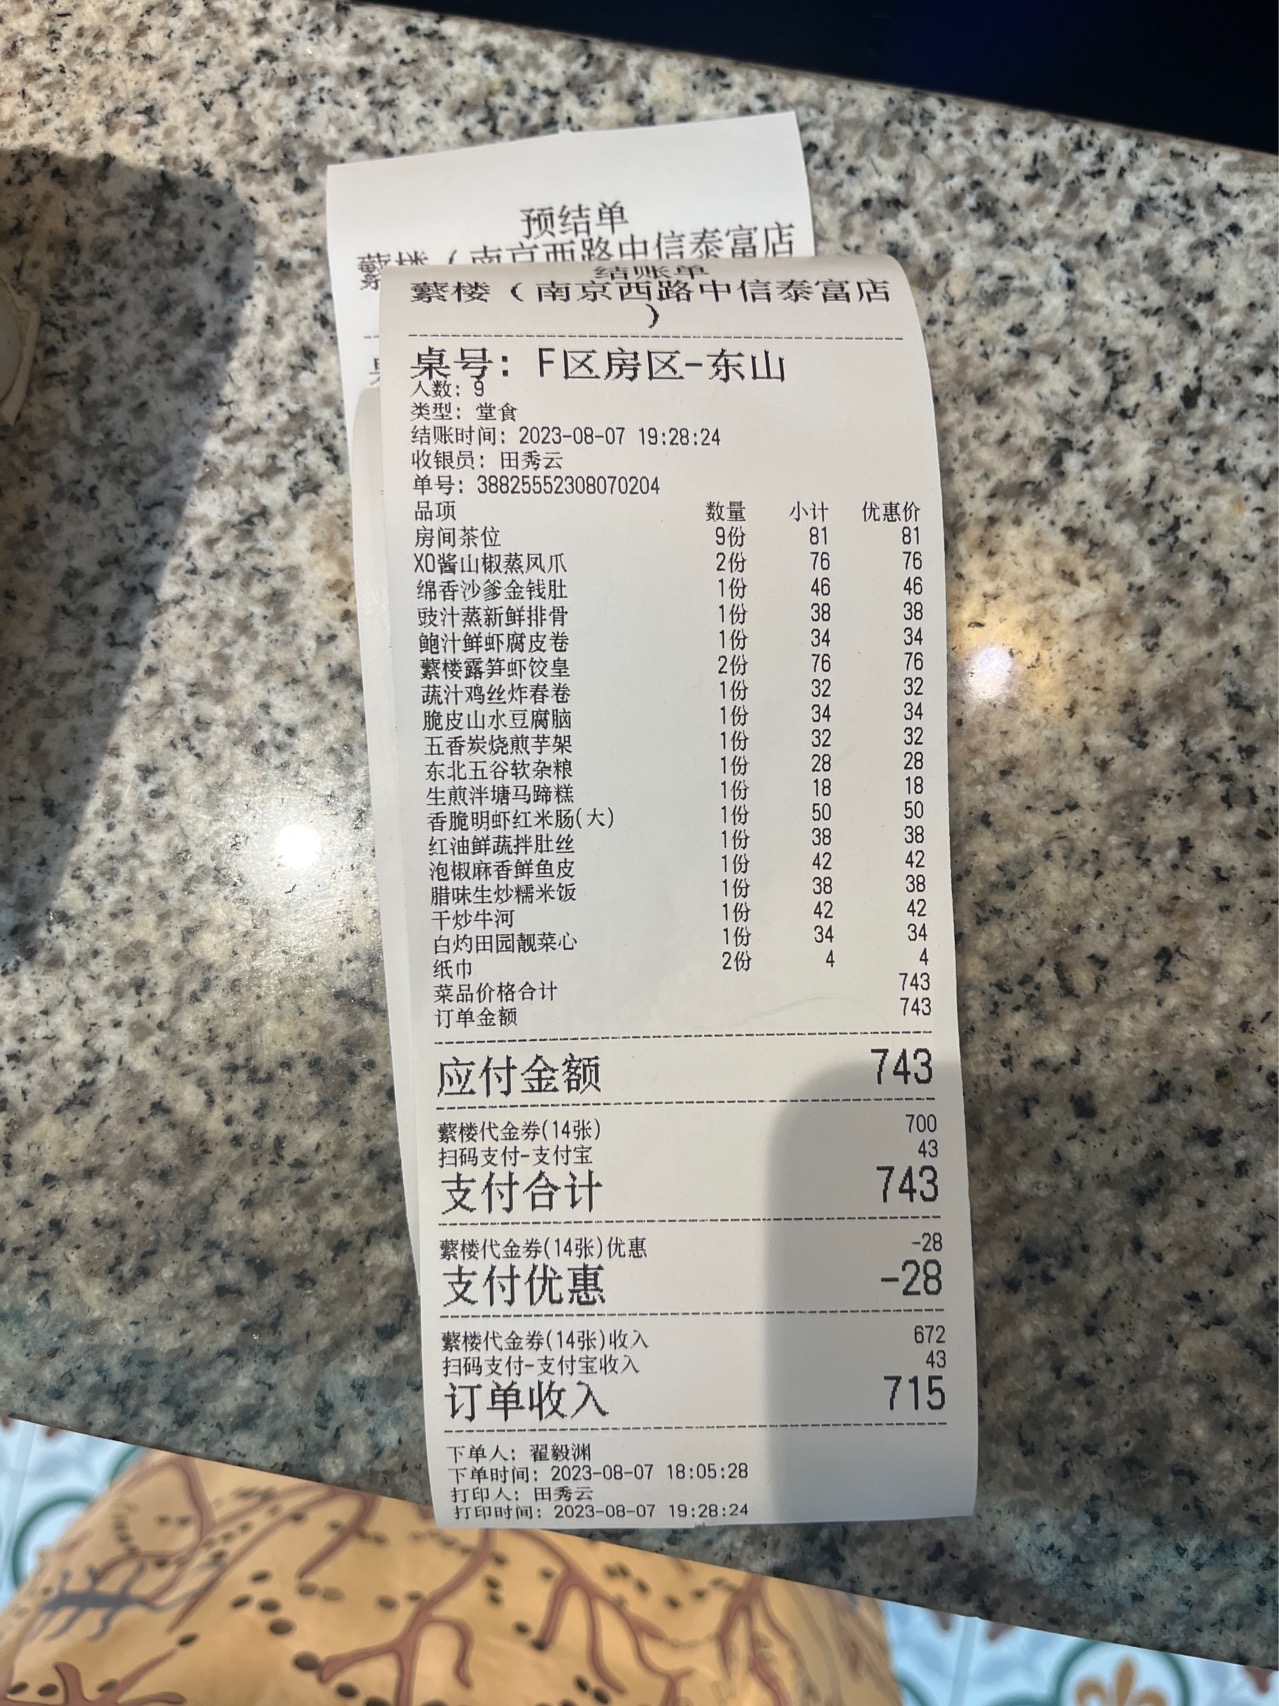 预结单
蘩楼（南京西路中信泰富店
结账单
蘩楼（南京西路中信泰富店
）
桌号：F区房区-东山
人数：9
类型：堂食
结账时间：2023-08-07 19:28:24
收银员：田秀云
单号：388255552308070204
品项 数量 小计 优惠价
房间茶位 9份 81 81
XO酱山椒蒸凤爪 2份 76 76
绵香沙爹金钱肚 1份 46 46
豉汁蒸新鲜排骨 1份 38 38
鲍汁鲜虾腐皮卷 1份 34 34
蘩楼露笋虾饺皇 2份 76 76
蔬汁鸡丝炸春卷 1份 32 32
脆皮山水豆腐脑 1份 34 34
五香炭烧煎芋架 1份 32 32
东北五谷软杂粮 1份 28 28
生煎泮塘马蹄糕 1份 18 18
香脆明虾红米肠(大) 1份 50 50
红油鲜蔬拌肚丝 1份 38 38
泡椒麻香鲜鱼皮 1份 42 42
腊味生炒糯米饭 1份 38 38
干炒牛河 1份 42 42
白灼田园靓菜心 1份 34 34
纸巾 2份 4 4
菜品价格合计 743
订单金额 743
应付金额 743
蘩楼代金券(14张) 700
扫码支付-支付宝 43
支付合计 743
蘩楼代金券(14张)优惠 -28
支付优惠 -28
蘩楼代金券(14张)收入 672
扫码支付-支付宝收入 43
订单收入 715
下单人：翟毅渊
下单时间：2023-08-07 18:05:28
打印人：田秀云
打印时间：2023-08-07 19:28:24